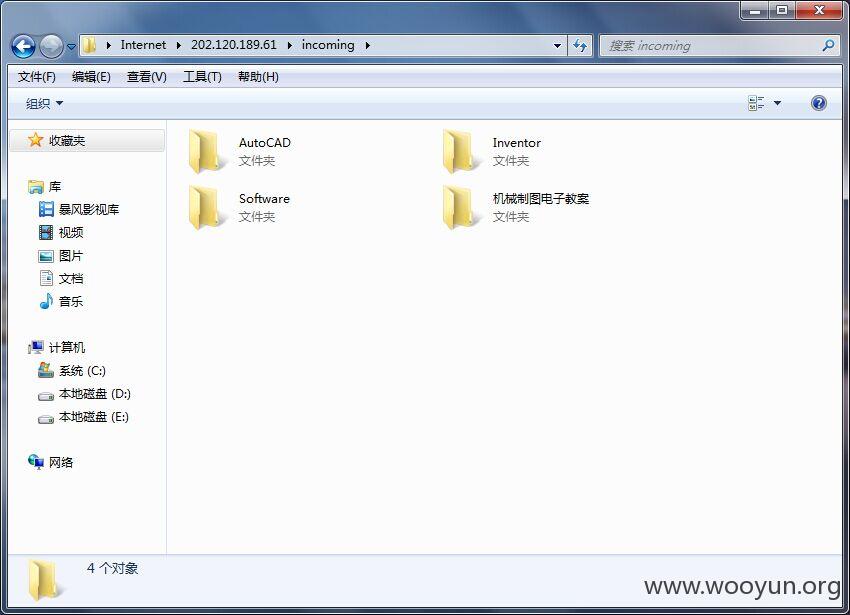 Internet 202.120.189.61 incoming
搜索 incoming
文件(F) 编辑(E) 查看(V) 工具(T) 帮助(H)
组织
收藏夹
库
暴风影视库
视频
图片
文档
音乐
计算机
系统 (C:)
本地磁盘 (D:)
本地磁盘 (E:)
网络
AutoCAD
文件夹
Inventor
文件夹
Software
文件夹
机械制图电子教案
文件夹
4 个对象
www.wooyun.org